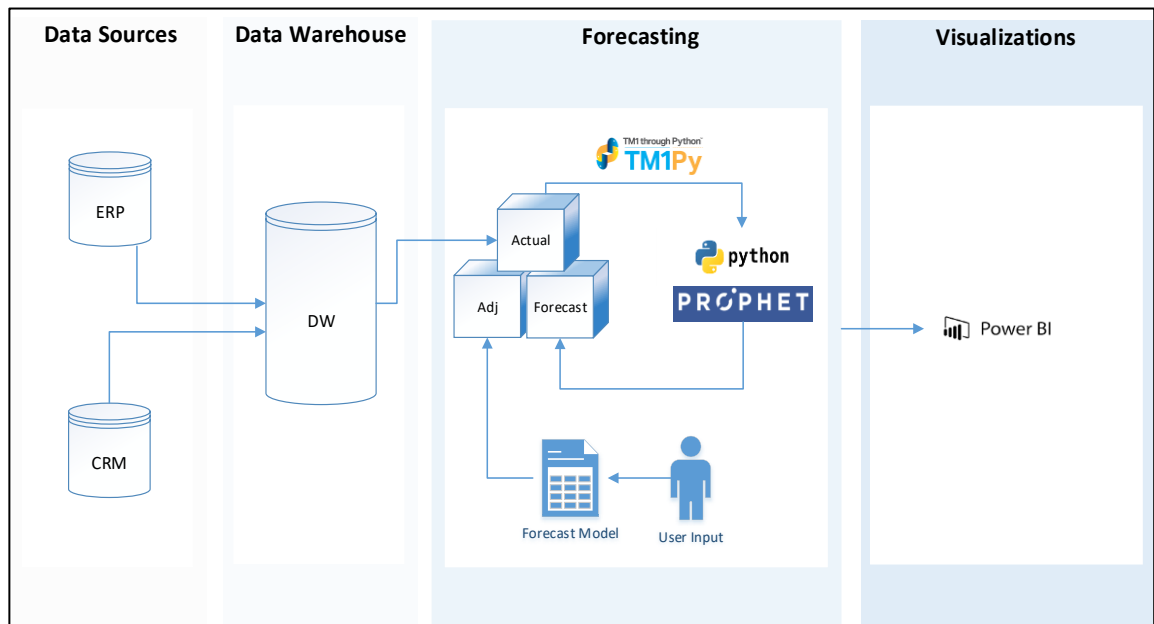 Data Sources
Data Warehouse
Forecasting
Visualizations
ERP
CRM
DW
TM1 through Python
TM1Py
Actual
Adj
Forecast
python
PROPHET
Forecast Model
User Input
Power BI